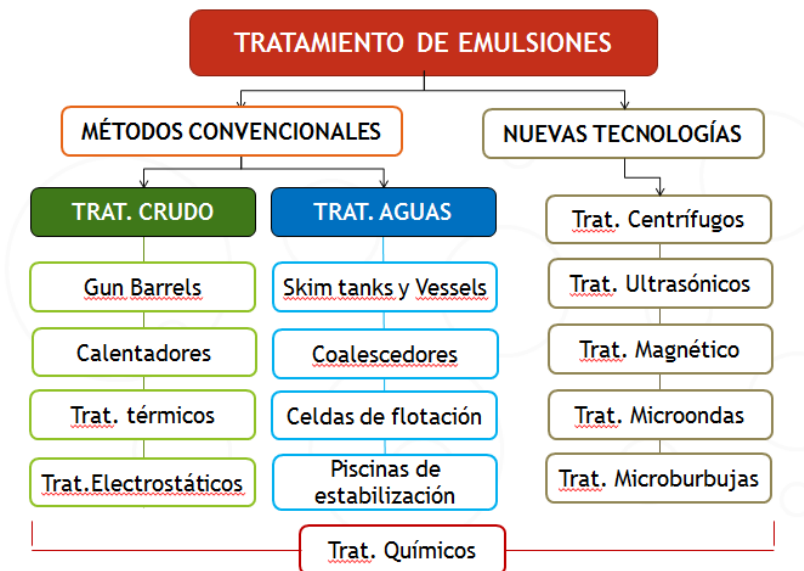 TRATAMIENTO DE EMULSIONES
MÉTODOS CONVENCIONALES
NUEVAS TECNOLOGÍAS
TRAT. CRUDO
TRAT. AGUAS
Gun Barrels
Calentadores
Trat. térmicos
Trat.Electrostáticos
Skim tanks y Vessels
Coalescedores
Celdas de flotación
Piscinas de
estabilización
Trat. Centrífugos
Trat. Ultrasónicos
Trat. Magnético
Trat. Microondas
Trat. Microburbujas
Trat. Químicos